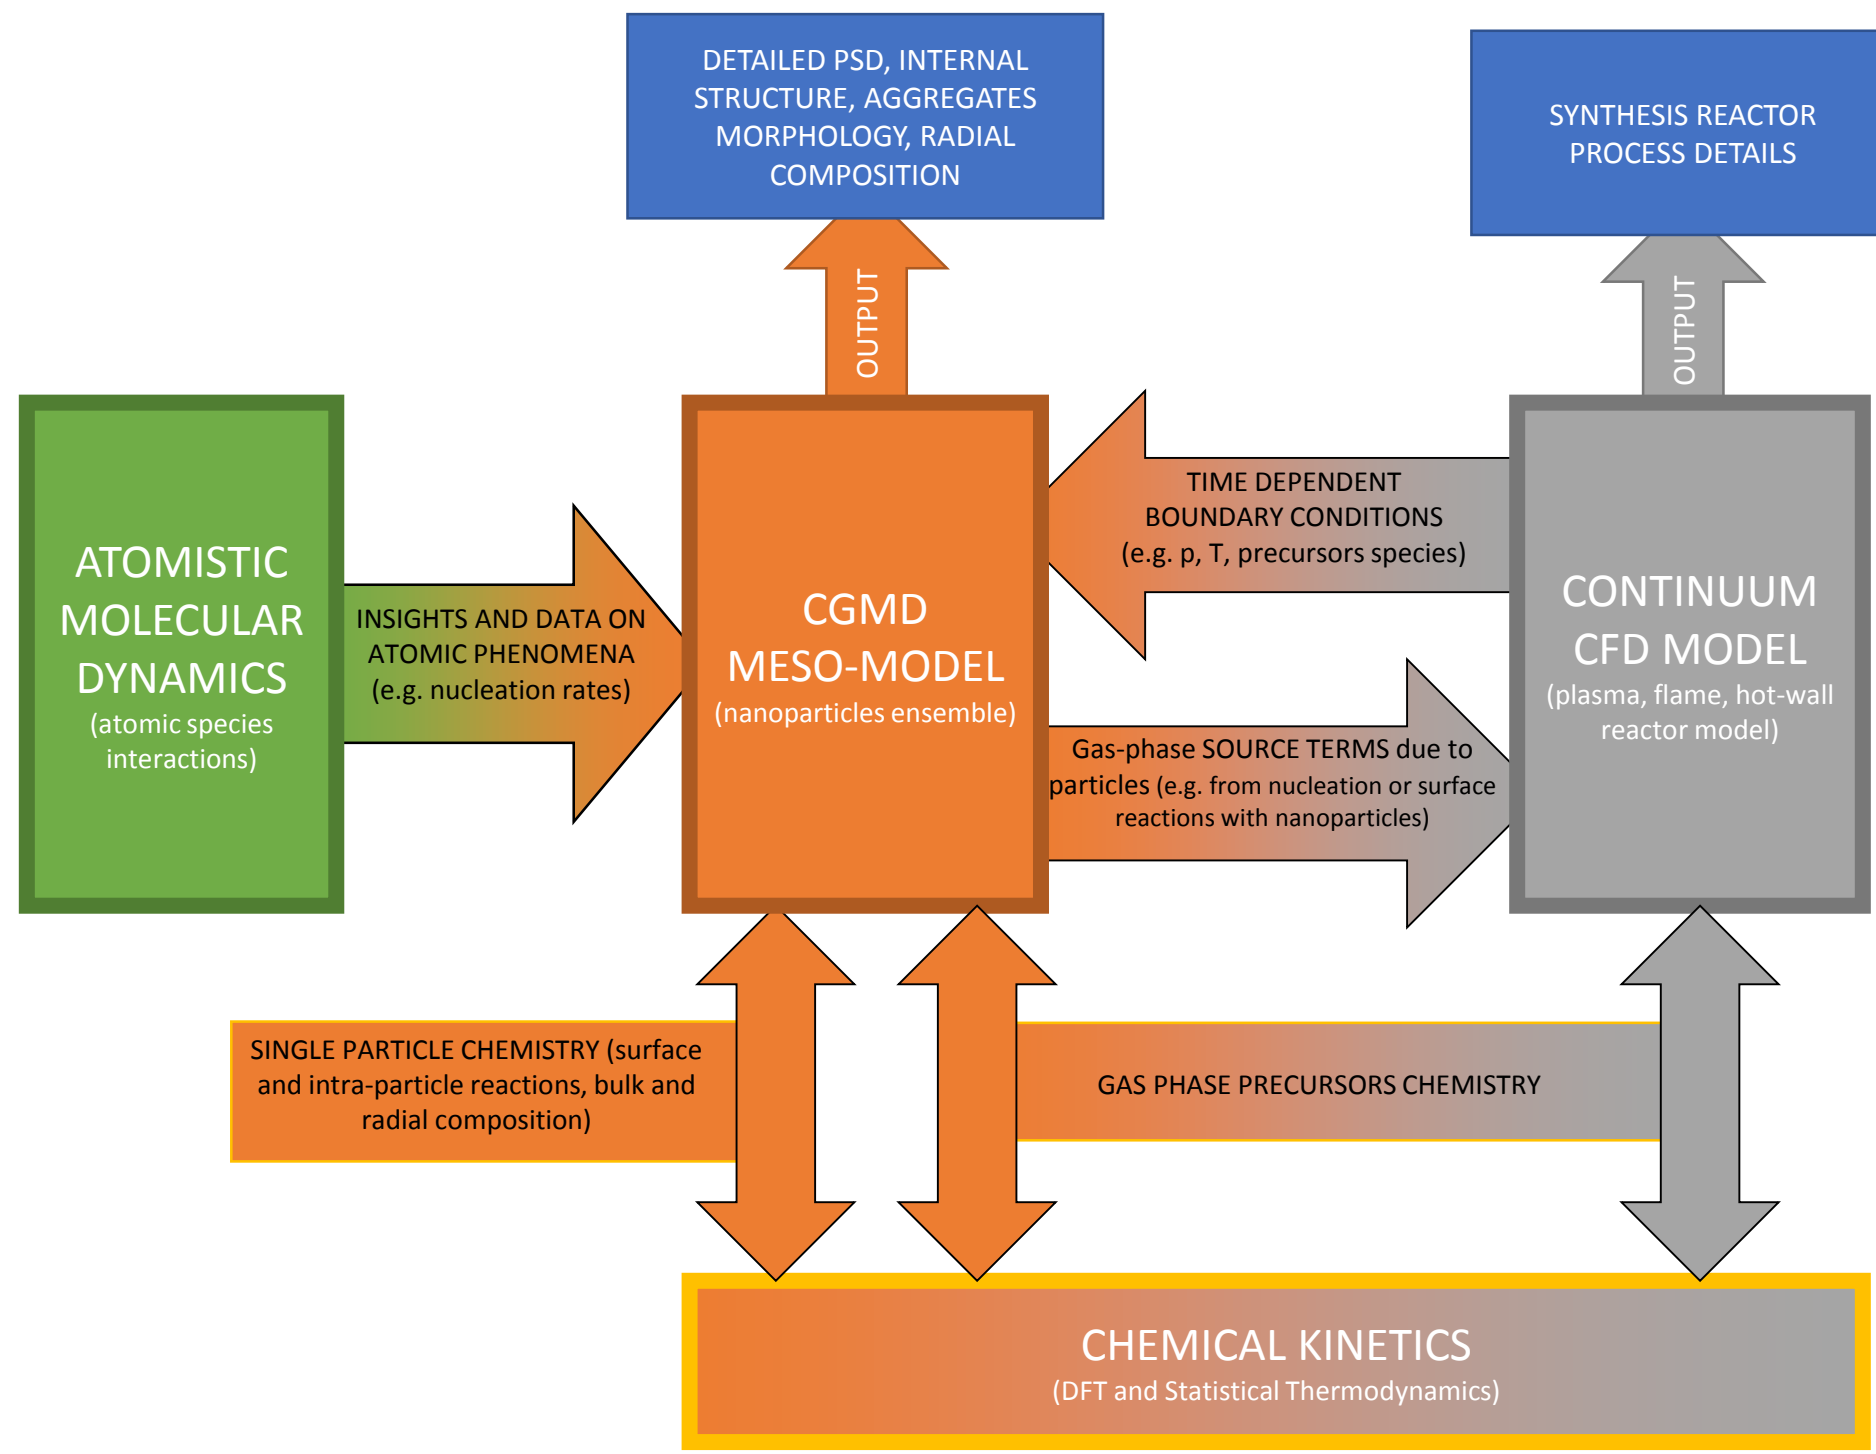 DETAILED PSD, INTERNAL
STRUCTURE, AGGREGATES
MORPHOLOGY, RADIAL
COMPOSITION
SYNTHESIS REACTOR
PROCESS DETAILS
OUTPUT
OUTPUT
ATOMISTIC
MOLECULAR
DYNAMICS
(atomic species
interactions)
INSIGHTS AND DATA ON
ATOMIC PHENOMENA
(e.g. nucleation rates)
CGMD
MESO-MODEL
(nanoparticles ensemble)
TIME DEPENDENT
BOUNDARY CONDITIONS
(e.g. p, T, precursors species)
Gas-phase SOURCE TERMS due to
particles (e.g. from nucleation or surface
reactions with nanoparticles)
CONTINUUM
CFD MODEL
(plasma, flame, hot-wall
reactor model)
SINGLE PARTICLE CHEMISTRY (surface
and intra-particle reactions, bulk and
radial composition)
GAS PHASE PRECURSORS CHEMISTRY
CHEMICAL KINETICS
(DFT and Statistical Thermodynamics)